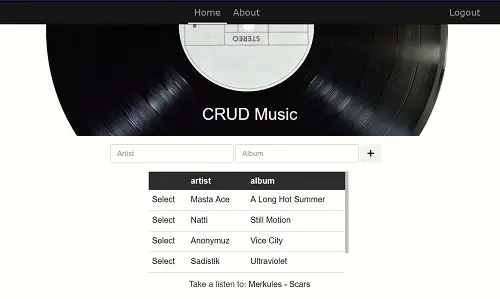 Home About Logout
STEREO
CRUD Music
Artist Album +
artist album
Select Masta Ace A Long Hot Summer
Select Natti Still Motion
Select Anonymuz Vice City
Select Sadistik Ultraviolet
Take a listen to: Merkules - Scars